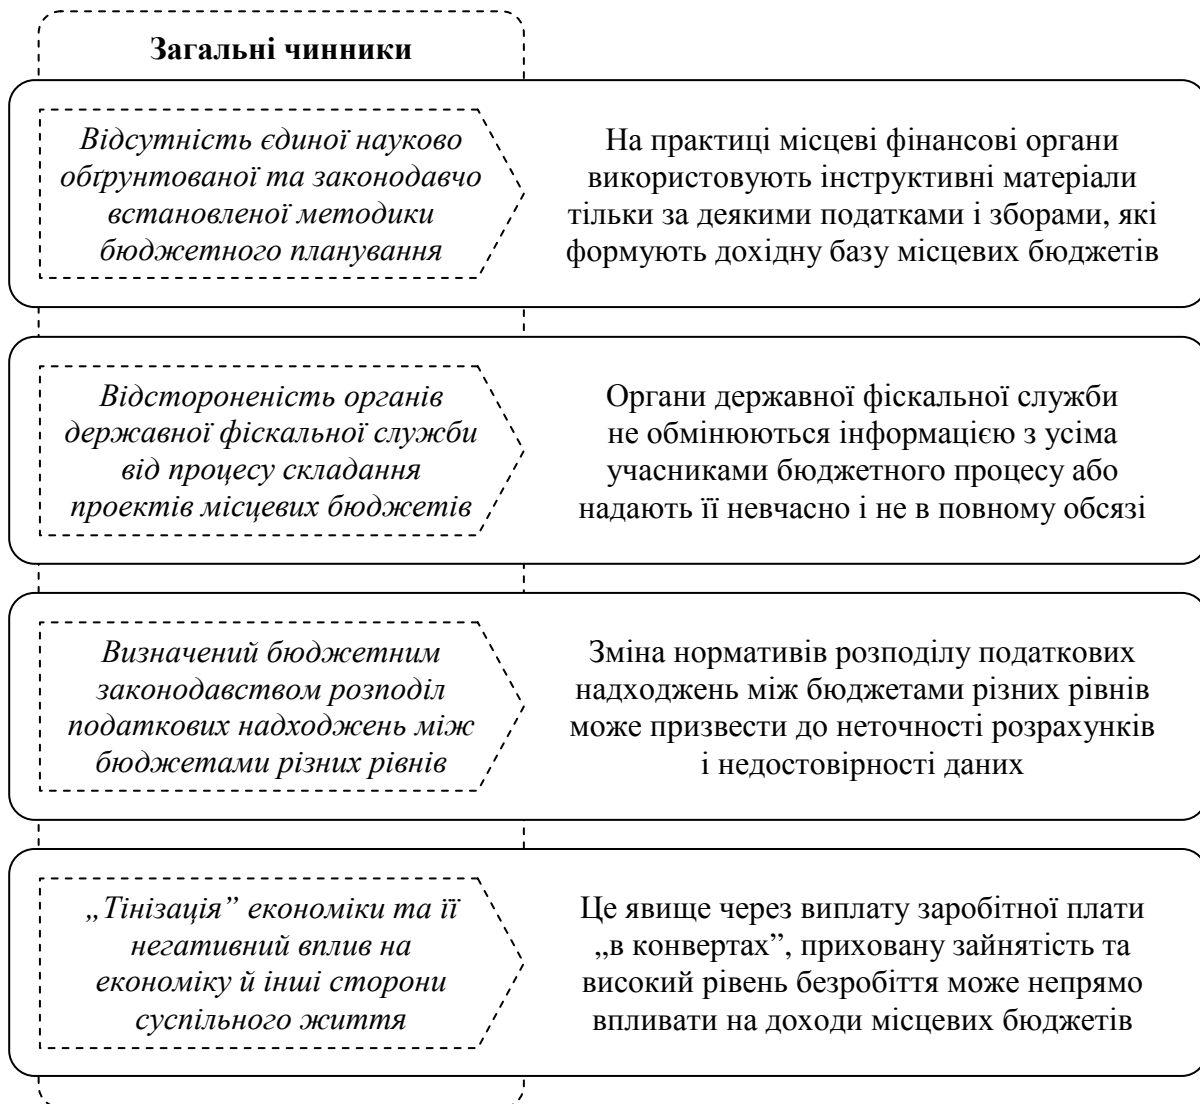 Загальні чинники
Відсутність єдиної науково
обґрунтованої та законодавчо
встановленої методики
бюджетного планування
На практиці місцеві фінансові органи
використовують інструктивні матеріали
тільки за деякими податками і зборами, які
формують дохідну базу місцевих бюджетів
Відстороненість органів
державної фіскальної служби
від процесу складання
проектів місцевих бюджетів
Органи державної фіскальної служби
не обмінюються інформацією з усіма
учасниками бюджетного процесу або
надають її невчасно і не в повному обсязі
Визначений бюджетним
законодавством розподіл
податкових надходжень між
бюджетами різних рівнів
Зміна нормативів розподілу податкових
надходжень між бюджетами різних рівнів
може призвести до неточності розрахунків
і недостовірності даних
„Тінізація” економіки та її
негативний вплив на
економіку й інші сторони
суспільного життя
Це явище через виплату заробітної плати
„в конвертах”, приховану зайнятість та
високий рівень безробіття може непрямо
впливати на доходи місцевих бюджетів